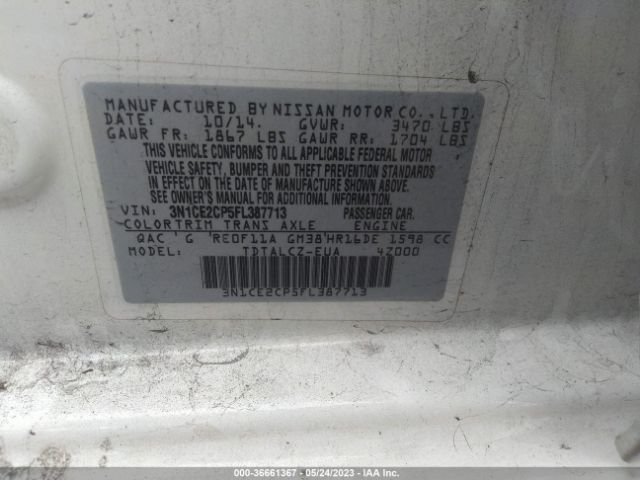 MANUFACTURED BY NISSAN MOTOR CO., LTD.
DATE: 10/14. GVWR: 3470 LBS
GAWR FR: 1867 LBS GAWR RR: 1704 LBS
THIS VEHICLE CONFORMS TO ALL APPLICABLE FEDERAL MOTOR
VEHICLE SAFETY, BUMPER AND THEFT PREVENTION STANDARDS
IN EFFECT ON THE DATE OF MANUFACTURE SHOWN ABOVE.
SEE OWNER'S MANUAL FOR ADDITIONAL INFORMATION.
VIN: 3N1CE2CP5FL387713 PASSENGER CAR.
COLORTRIM TRANS AXLE ENGINE
QAC ' G 'RE0F11A GM38'HR16DE 1598 CC
MODEL: TDTALCZ-EUA 4Z000
3N1CE2CP5FL387713
000-36661367 - 05/24/2023 - IAA Inc.